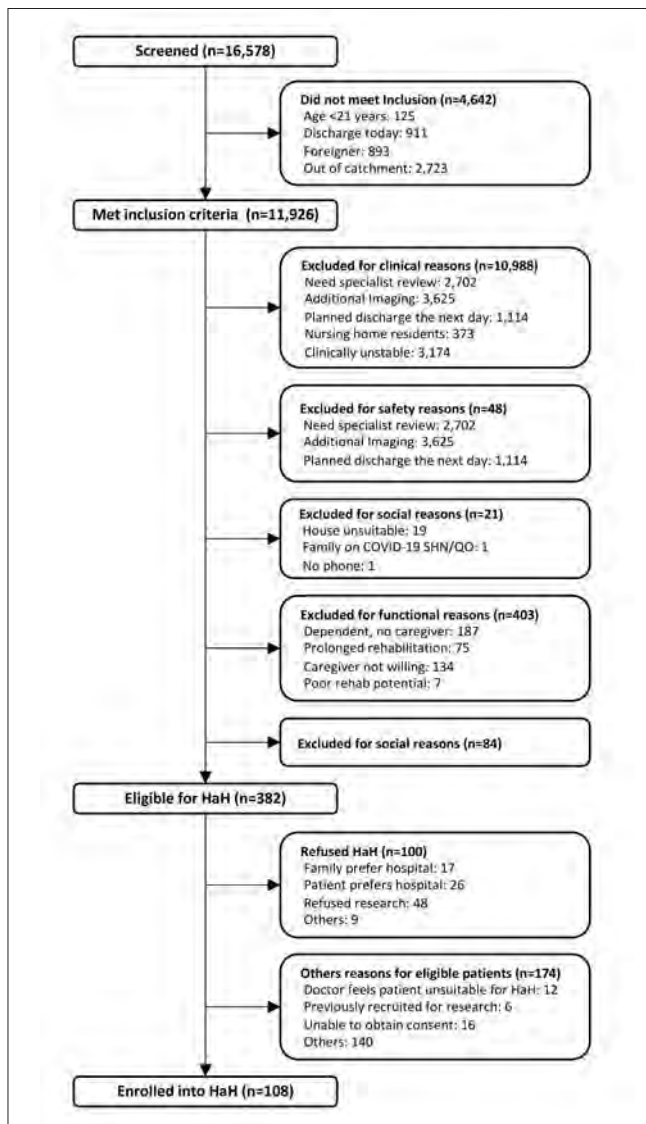 Screened (n=16,578)
Did not meet Inclusion (n=4,642)
Age <21 years: 125
Discharge today: 911
Foreigner: 893
Out of catchment: 2,723
Met inclusion criteria (n=11,926)
Excluded for clinical reasons (n=10,988)
Need specialist review: 2,702
Additional Imaging: 3,625
Planned discharge the next day: 1,114
Nursing home residents: 373
Clinically unstable: 3,174
Excluded for safety reasons (n=48)
Need specialist review: 2,702
Additional Imaging: 3,625
Planned discharge the next day: 1,114
Excluded for social reasons (n=21)
House unsuitable: 19
Family on COVID-19 SHN/QO: 1
No phone: 1
Excluded for functional reasons (n=403)
Dependent, no caregiver: 187
Prolonged rehabilitation: 75
Caregiver not willing: 134
Poor rehab potential: 7
Excluded for social reasons (n=84)
Eligible for HaH (n=382)
Refused HaH (n=100)
Family prefer hospital: 17
Patient prefers hospital: 26
Refused research: 48
Others: 9
Others reasons for eligible patients (n=174)
Doctor feels patient unsuitable for HaH: 12
Previously recruited for research: 6
Unable to obtain consent: 16
Others: 140
Enrolled into HaH (n=108)